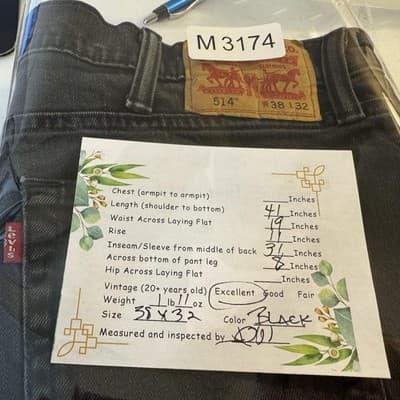 M 3174
514™ W 38 L 32
LEVI'S
Chest (armpit to armpit) ___Inches
Length (shoulder to bottom) 41 Inches
Waist Across Laying Flat 19 Inches
Rise 11 Inches
Inseam/Sleeve from middle of back 31 Inches
Across bottom of pant leg 8 Inches
Hip Across Laying Flat ___Inches
Vintage (20+ years old) Excellent Good Fair
Weight 1 lb 11 oz
Size 38 x 32 Color BLACK
Measured and inspected by